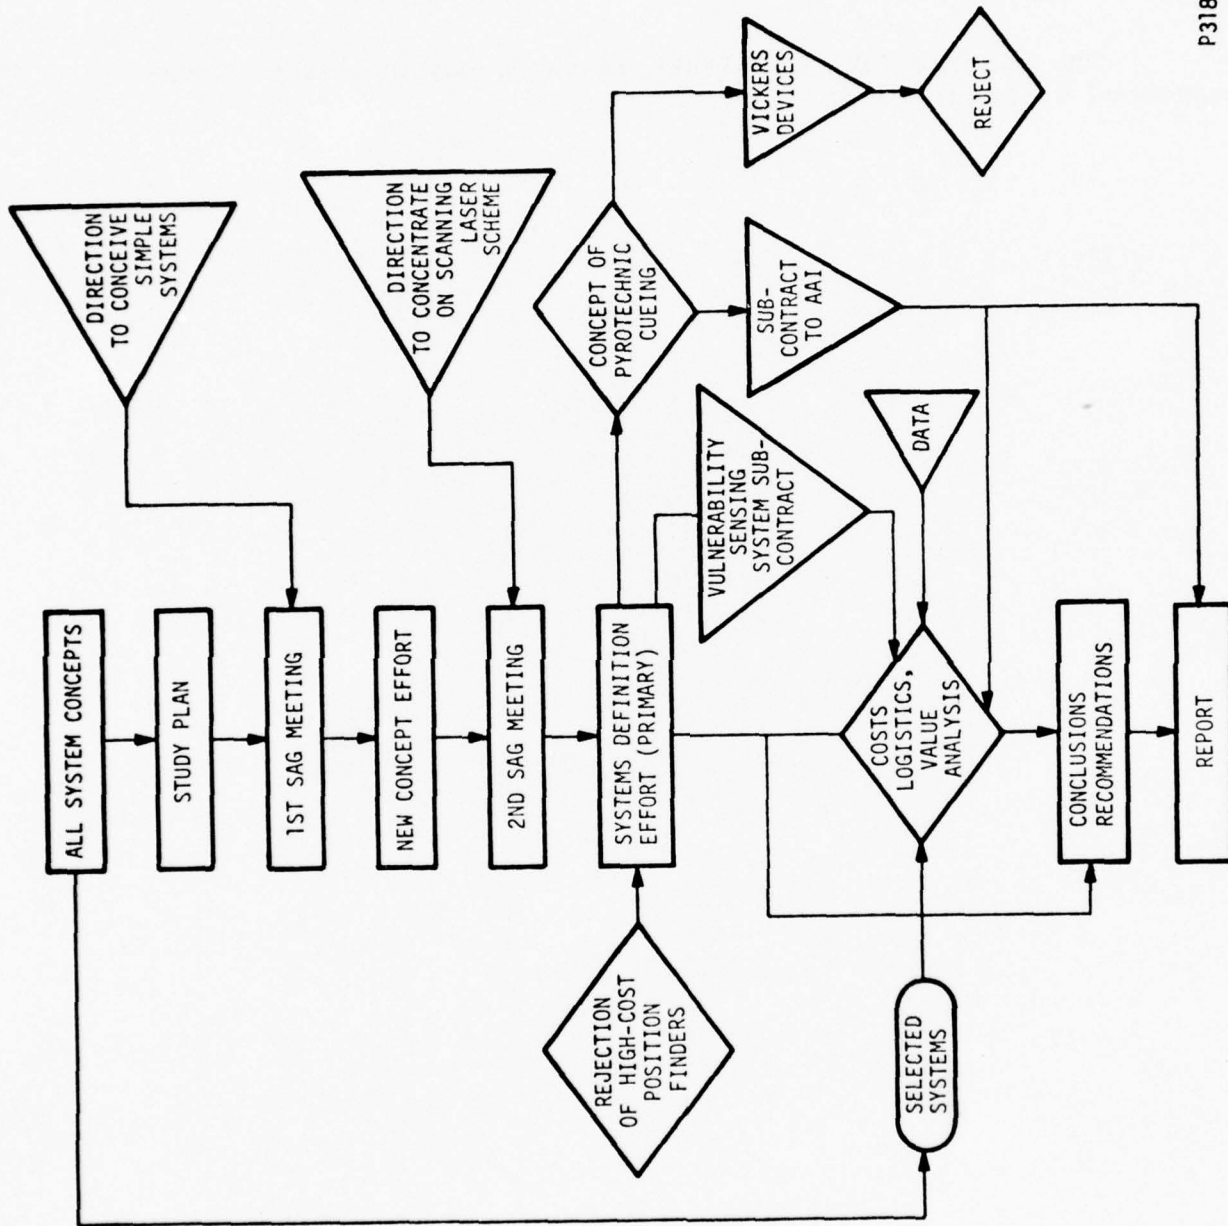 ALL SYSTEM CONCEPTS
STUDY PLAN
1ST SAG MEETING
NEW CONCEPT EFFORT
2ND SAG MEETING
SYSTEMS DEFINITION
EFFORT (PRIMARY)
DIRECTION
TO CONCEIVE
SIMPLE
SYSTEMS
DIRECTION
TO CONCENTRATE
ON SCANNING
LASER
SCHEME
REJECTION
OF HIGH-COST
POSITION
FINDERS
CONCEPT OF
PYROTECHNIC
CUEING
VICKERS
DEVICES
REJECT
SUB-
CONTRACT
TO AAI
VULNERABILITY
SENSING
SYSTEM SUB-
CONTRACT
DATA
SELECTED
SYSTEMS
COSTS
LOGISTICS,
VALUE
ANALYSIS
CONCLUSIONS
RECOMMENDATIONS
REPORT
P318